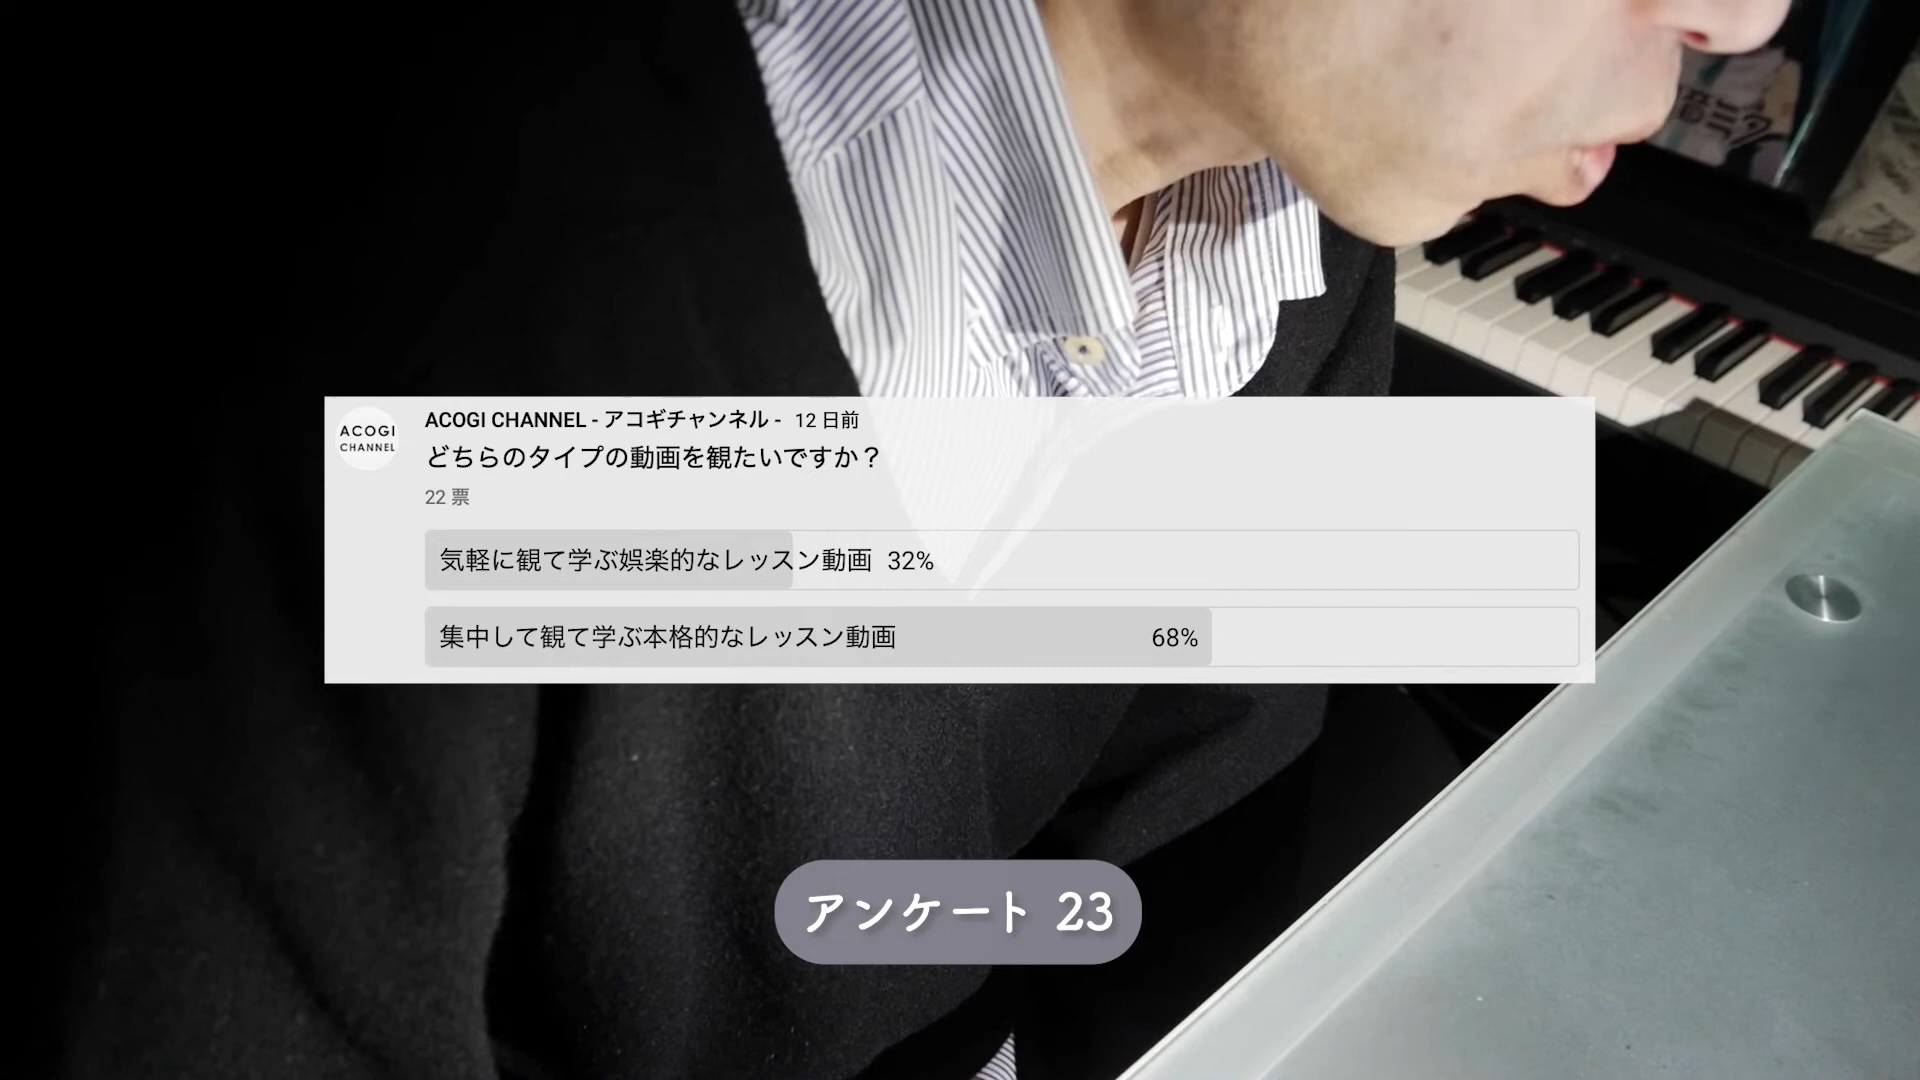 ACOGI
CHANNEL
ACOGI CHANNEL - アコギチャンネル - 12 日前
どちらのタイプの動画を観たいですか？
22 票
気軽に観て学ぶ娯楽的なレッスン動画 32%
集中して観て学ぶ本格的なレッスン動画 68%
アンケート 23